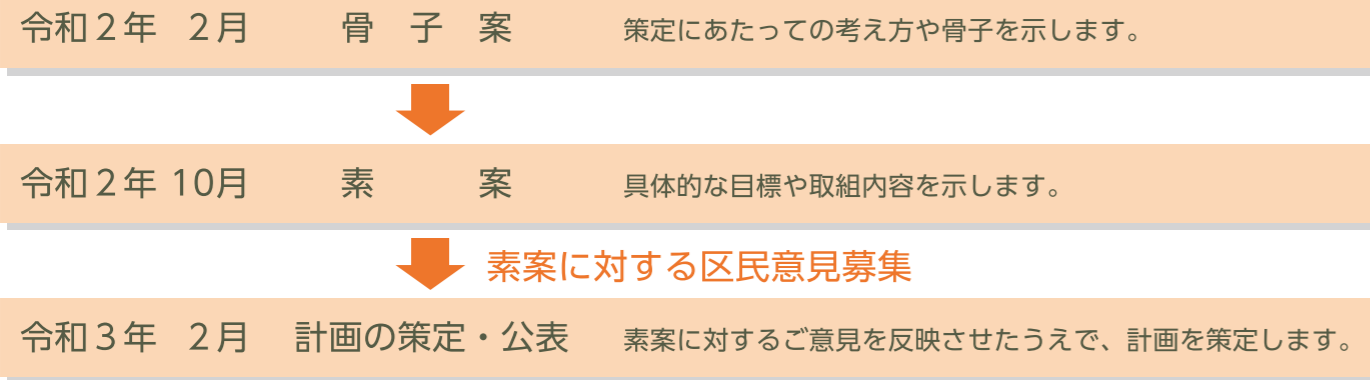 令和２年　２月　骨　子　案　策定にあたっての考え方や骨子を示します。
令和２年 10月　素　　　案　具体的な目標や取組内容を示します。
素案に対する区民意見募集
令和３年　２月　計画の策定・公表　素案に対するご意見を反映させたうえで、計画を策定します。